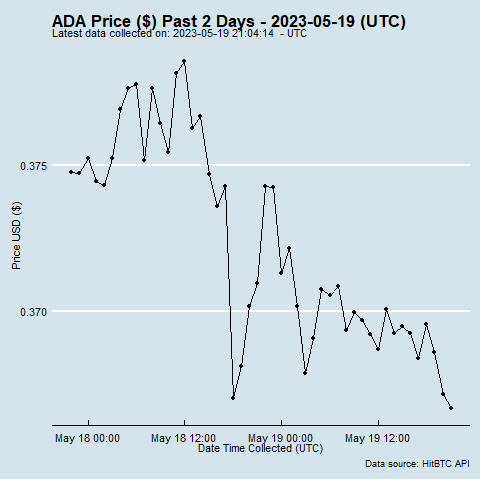 ADA Price ($) Past 2 Days - 2023-05-19 (UTC)
Latest data collected on: 2023-05-19 21:04:14  - UTC
0.375
Price USD ($)
0.370
May 18 00:00 May 18 12:00 May 19 00:00 May 19 12:00
Date Time Collected (UTC)
Data source: HitBTC API